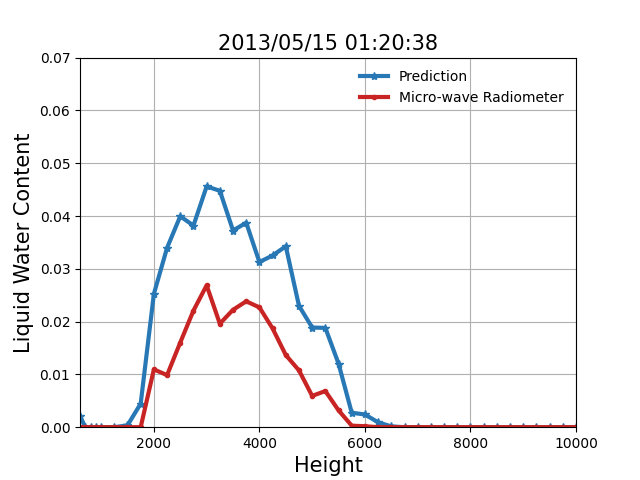 2013/05/15 01:20:38
0.07
0.06
0.05
0.04
0.03
0.02
0.01
0.00
Liquid Water Content
Prediction
Micro-wave Radiometer
2000 4000 6000 8000 10000
Height